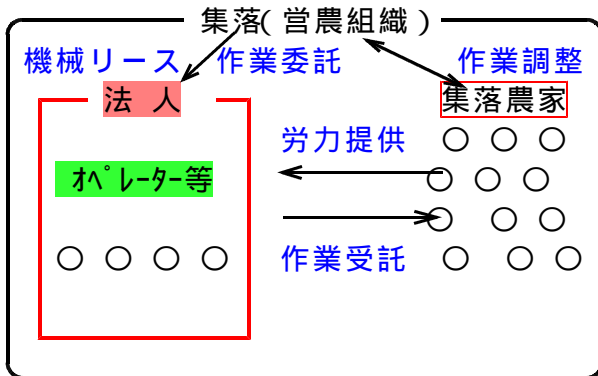 集落(営農組織)
機械リース 作業委託 作業調整
法 人
集落農家
労力提供
オペレーター等
作業受託